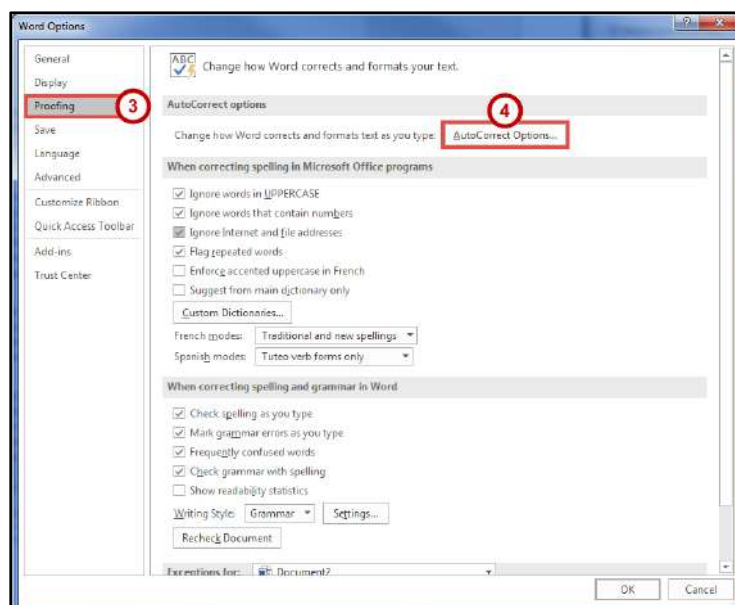 Word Options
General
Display
Proofing
3
Save
Language
Advanced
Customize Ribbon
Quick Access Toolbar
Add-ins
Trust Center
ABC
Change how Word corrects and formats your text.
AutoCorrect options
4
Change how Word corrects and formats text as you type: AutoCorrect Options...
When correcting spelling in Microsoft Office programs
Ignore words in UPPERCASE
Ignore words that contain numbers
Ignore Internet and file addresses
Flag repeated words
Enforce accented uppercase in French
Suggest from main dictionary only
Custom Dictionaries...
French modes: Traditional and new spellings
Spanish modes: Tuteo verb forms only
When correcting spelling and grammar in Word
Check spelling as you type
Mark grammar errors as you type
Frequently confused words
Check grammar with spelling
Show readability statistics
Writing Style: Grammar Settings...
Recheck Document
Exceptions for: Document2
OK Cancel